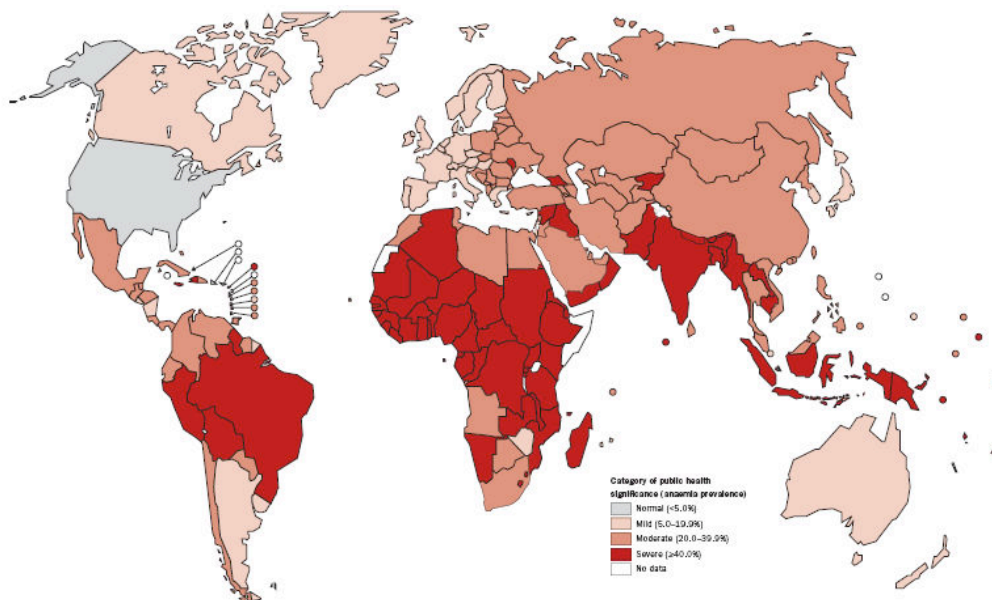 Category of public health
significance (anaemia prevalence)
Normal (<5.0%)
Mild (5.0–19.9%)
Moderate (20.0–39.9%)
Severe (≥40.0%)
No data